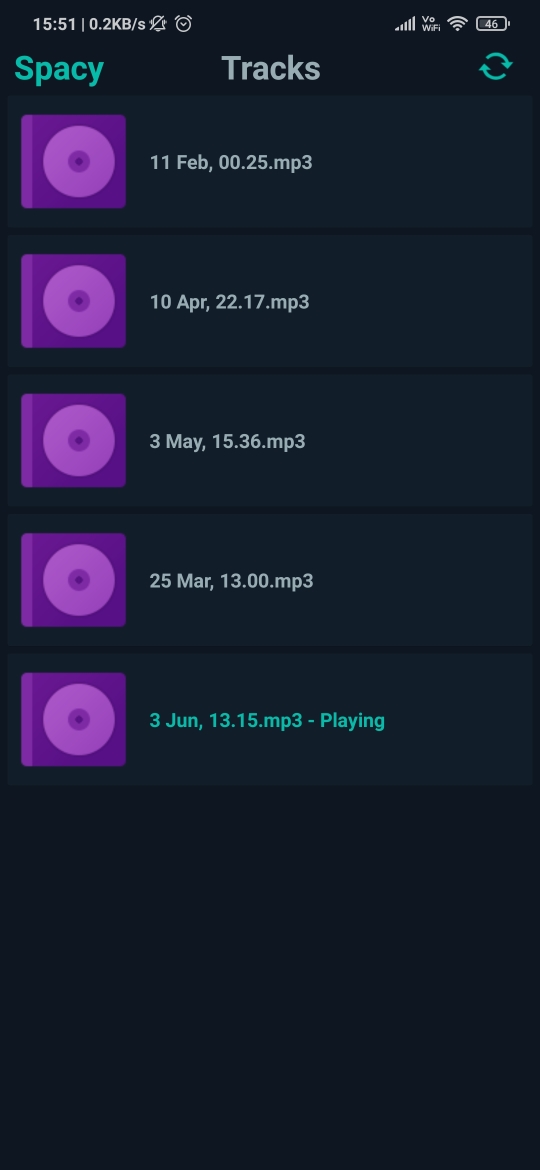 15:51 | 0.2KB/s Vo WiFi 46
Spacy Tracks
11 Feb, 00.25.mp3
10 Apr, 22.17.mp3
3 May, 15.36.mp3
25 Mar, 13.00.mp3
3 Jun, 13.15.mp3 - Playing